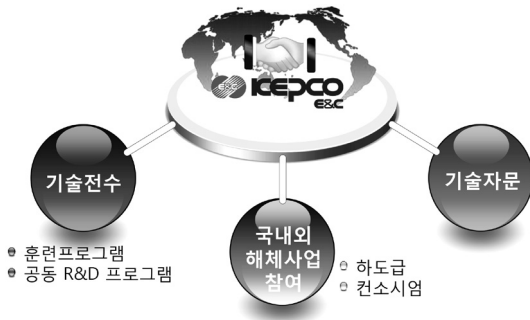 E&C KEPCO
E&C
기술전수
기술자문
훈련프로그램
공동 R&D 프로그램
국내외
해체사업
참여
하도급
컨소시엄